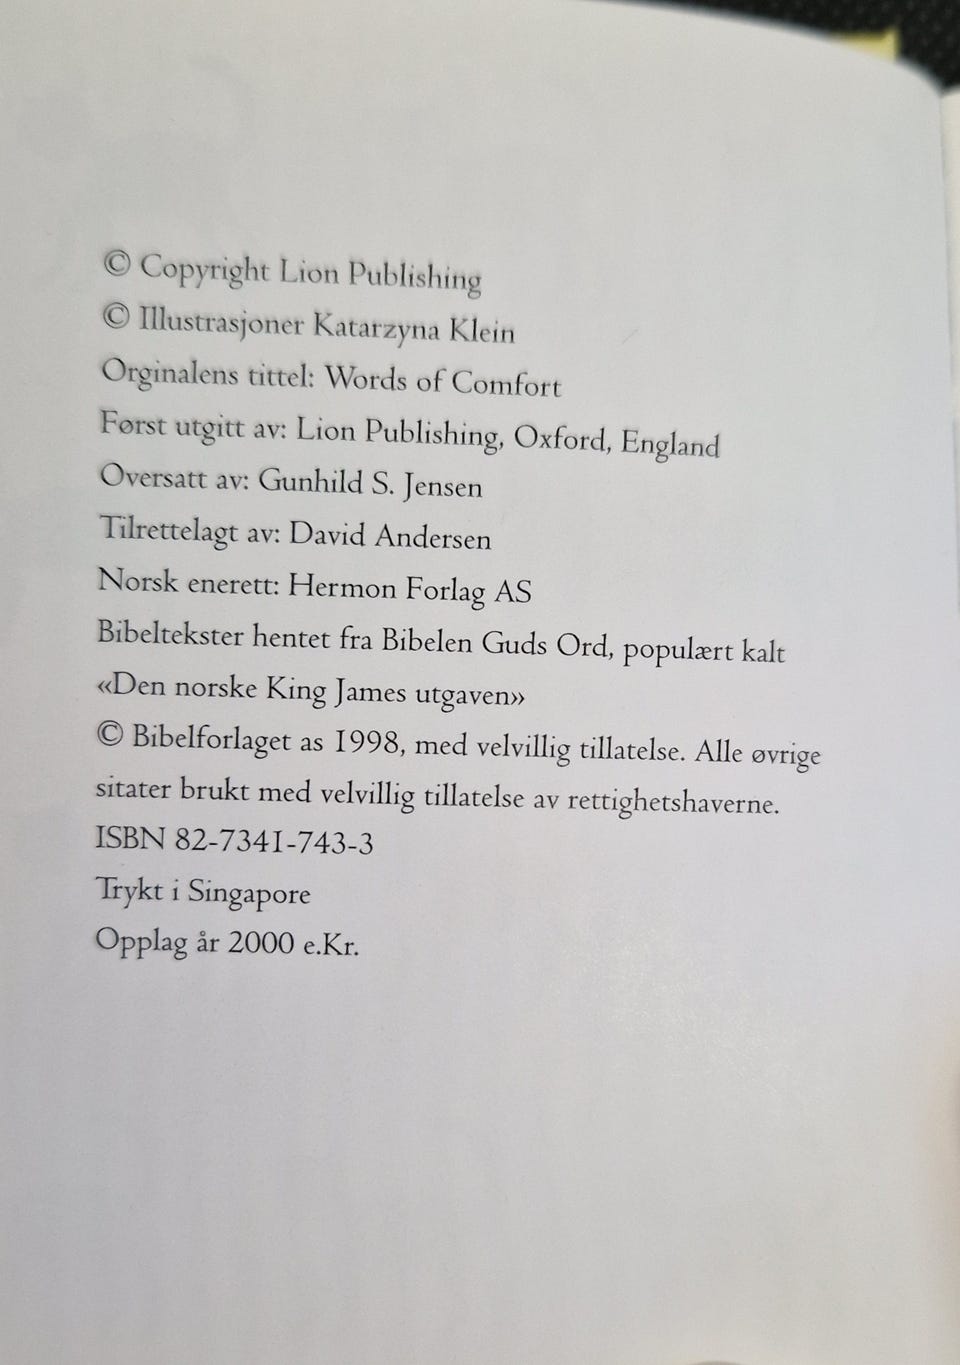 © Copyright Lion Publishing
© Illustrasjoner Katarzyna Klein
Orginalens tittel: Words of Comfort
Først utgitt av: Lion Publishing, Oxford, England
Oversatt av: Gunhild S. Jensen
Tilrettelagt av: David Andersen
Norsk enerett: Hermon Forlag AS
Bibeltekster hentet fra Bibelen Guds Ord, populært kalt
«Den norske King James utgaven»
© Bibelforlaget as 1998, med velvillig tillatelse. Alle øvrige
sitater brukt med velvillig tillatelse av rettighetshaverne.
ISBN 82-7341-743-3
Trykt i Singapore
Opplag år 2000 e.Kr.